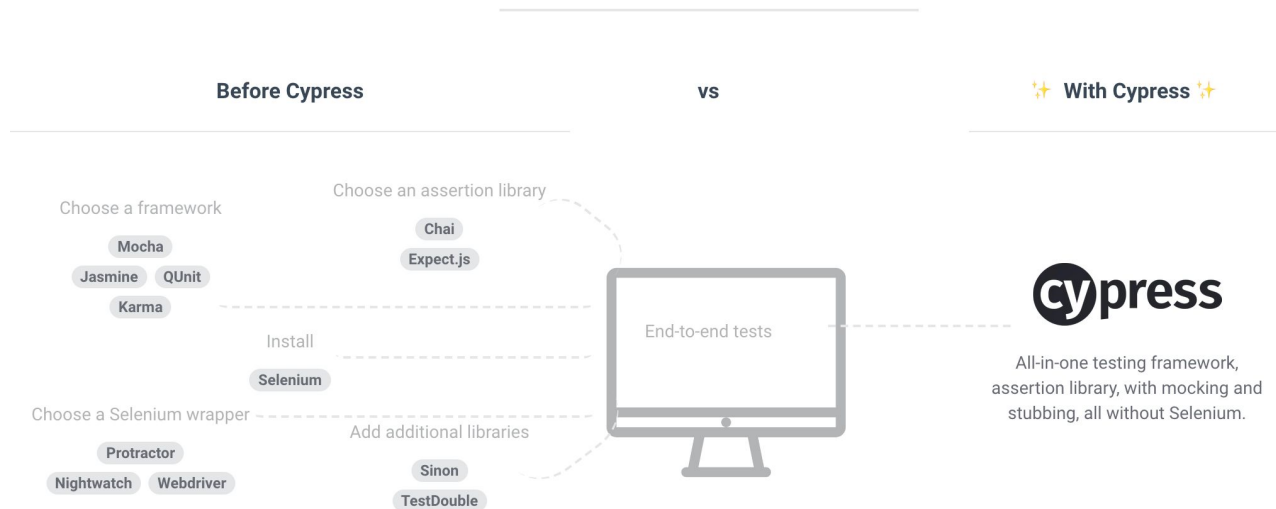 Before Cypress
vs
✨ With Cypress ✨
Choose a framework
Mocha
Jasmine QUnit
Karma
Choose an assertion library
Chai
Expect.js
Install
Selenium
Choose a Selenium wrapper
Protractor
Nightwatch Webdriver
Add additional libraries
Sinon
TestDouble
End-to-end tests
cypress
All-in-one testing framework,
assertion library, with mocking and
stubbing, all without Selenium.